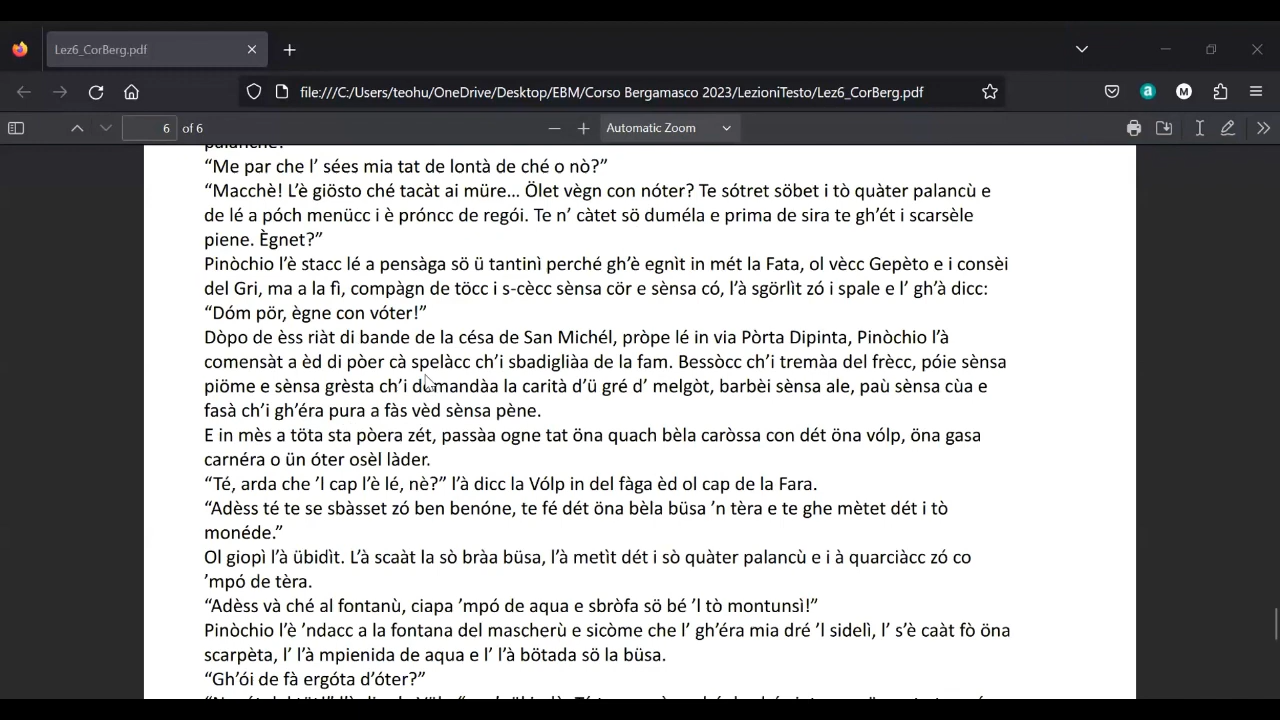 Lez6_CorBerg.pdf
file:///C:/Users/teohu/OneDrive/Desktop/EBM/Corso Bergamasco 2023/LezioniTesto/Lez6_CorBerg.pdf
6 of 6
Automatic Zoom
“Me par che l’ sées mia tat de lontà de ché o nò?”
“Macchè! L’è giösto ché tacàt ai müre... Ölet vègn con nóter? Te sótret söbet i tò quàter palancù e
de lé a póch menücc i è próncc de regói. Te n’ càtet sö duméla e prima de sira te gh’ét i scarsèle
piene. Ègnet?”
Pinòchio l’è stacc lé a pensàga sö ü tantinì perché gh’è egnìt in mét la Fata, ol vècc Gepèto e i consèi
del Gri, ma a la fì, compàgn de töcc i s-cècc sènsa cör e sènsa có, l’à sgörlìt zó i spale e l’ gh’à dicc:
“Dóm pör, ègne con vóter!”
Dòpo de èss riàt di bande de la césa de San Michél, pròpe lé in via Pòrta Dipinta, Pinòchio l’à
comensàt a èd di pòer cà spelàcc ch’i sbadigliàa de la fam. Bessòcc ch’i tremàa del frècc, póie sènsa
piöme e sènsa grèsta ch’i domandàa la carità d’ü gré d’ melgòt, barbèi sènsa ale, paù sènsa cùa e
fasà ch’i gh’éra pura a fàs vèd sènsa pène.
E in mès a töta sta pòera zét, passàa ogne tat öna quach bèla caròssa con dét öna vólp, öna gasa
carnéra o ün óter osèl làder.
“Té, arda che ’l cap l’è lé, nè?” l’à dicc la Vólp in del fàga èd ol cap de la Fara.
“Adèss té te se sbàsset zó ben benóne, te fé dét öna bèla büsa ’n tèra e te ghe mètet dét i tò
monéde.”
Ol giopì l’à übidìt. L’à scaàt la sò bràa büsa, l’à metìt dét i sò quàter palancù e i à quarciàcc zó co
’mpó de tèra.
“Adèss và ché al fontanù, ciapa ’mpó de aqua e sbròfa sö bé ’l tò montunsì!”
Pinòchio l’è ’ndacc a la fontana del mascherù e sicòme che l’ gh’éra mia dré ’l sidelì, l’ s’è caàt fò öna
scarpèta, l’ l’à mpienida de aqua e l’ l’à bötada sö la büsa.
“Gh’ói de fà ergóta d’óter?”